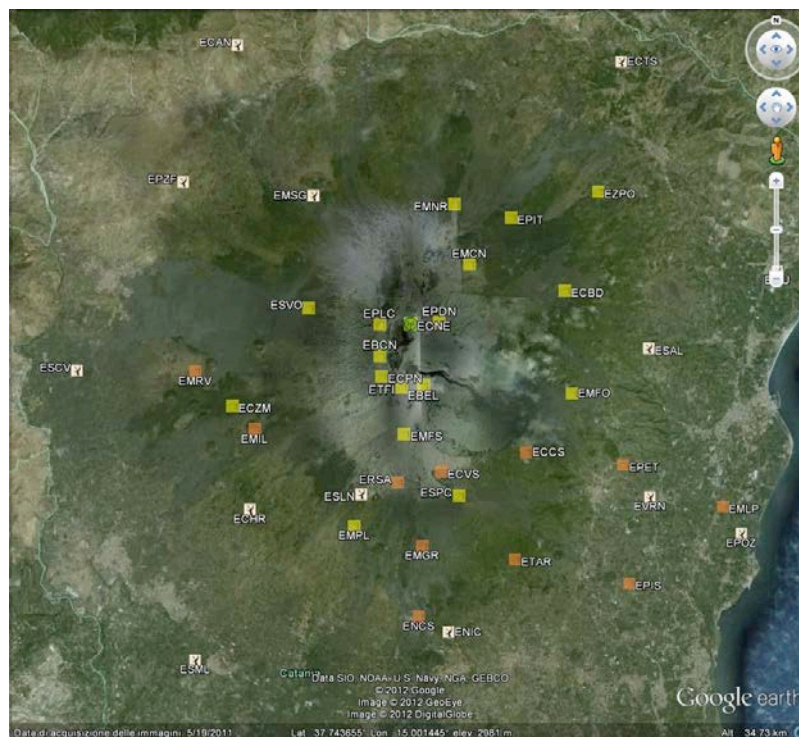 N
ECAN
ECTS
EPZF
EMSG
EZPO
EMNR
EPIT
EMCN
ECBD
ESVO
EPLC
EPDN
ECNE
EBCN
ESAL
ESCV
EMRV
ECPN
ETFI
EBEL
EMFO
ECZM
EMIL
EMFS
ECCS
EPET
ECVS
ERSA
ESLN
ESPC
EVRN
EMLP
ECHR
EMPL
EPOZ
EMGR
ETAR
EPIS
ENCS
ENIC
ESML
Catania
Data SIO, NOAA, U.S. Navy, NGA, GEBCO
© 2012 Google
Image © 2012 GeoEye
Image © 2012 DigitalGlobe
Google earth
Data di acquisizione delle immagini: 5/19/2011 Lat 37.743655° Lon 15.001445° elev 2981 m Alt 34.73 km